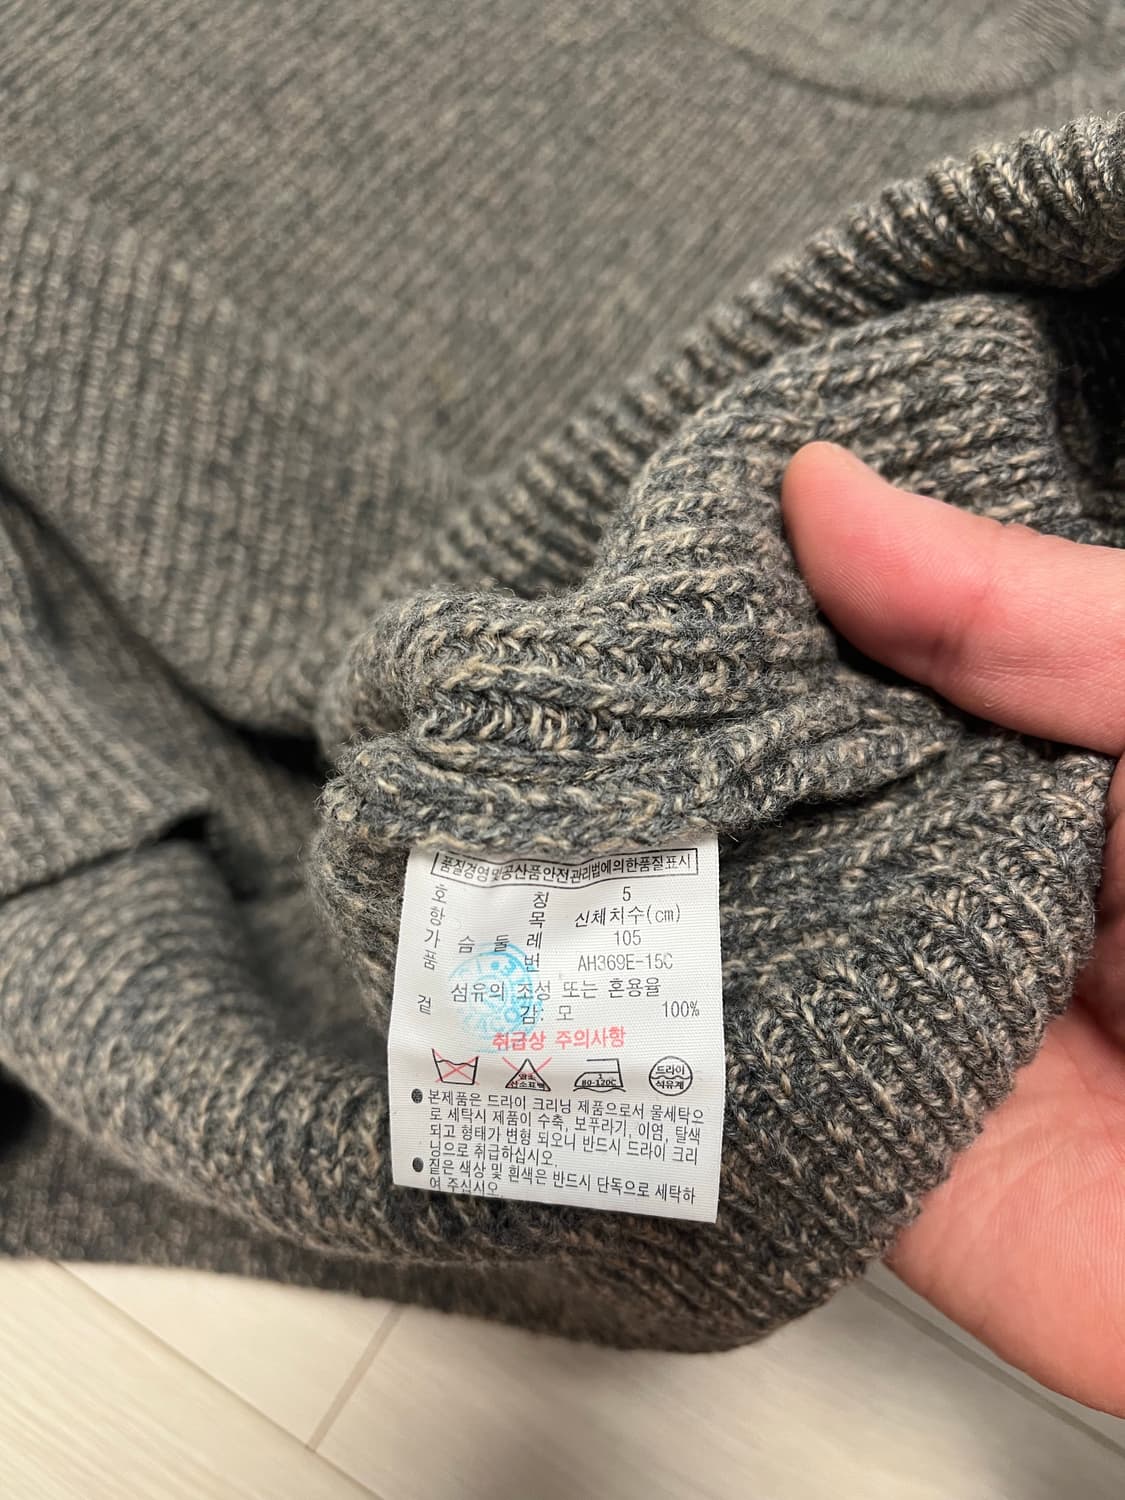 품질경영및공산품안전관리법에의한품질표시
호 칭 5
항 목 신체치수(cm)
가 슴 둘 레 105
품 번 AH369E-15C
섬유의 조성 또는 혼용율
겉 감: 모 100%
취급상 주의사항
염소 산소표백
80-120C
드라이 석유계
● 본제품은 드라이 크리닝 제품으로서 물세탁으
로 세탁시 제품이 수축, 보푸라기, 이염, 탈색
되고 형태가 변형 되오니 반드시 드라이 크리
닝으로 취급하십시오.
● 짙은 색상 및 흰색은 반드시 단독으로 세탁하
여 주십시오